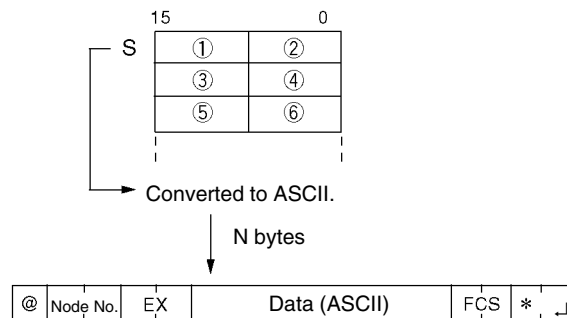 15 0
S ① ②
③ ④
⑤ ⑥
Converted to ASCII.
N bytes
@ Node No. EX Data (ASCII) FCS * ↵